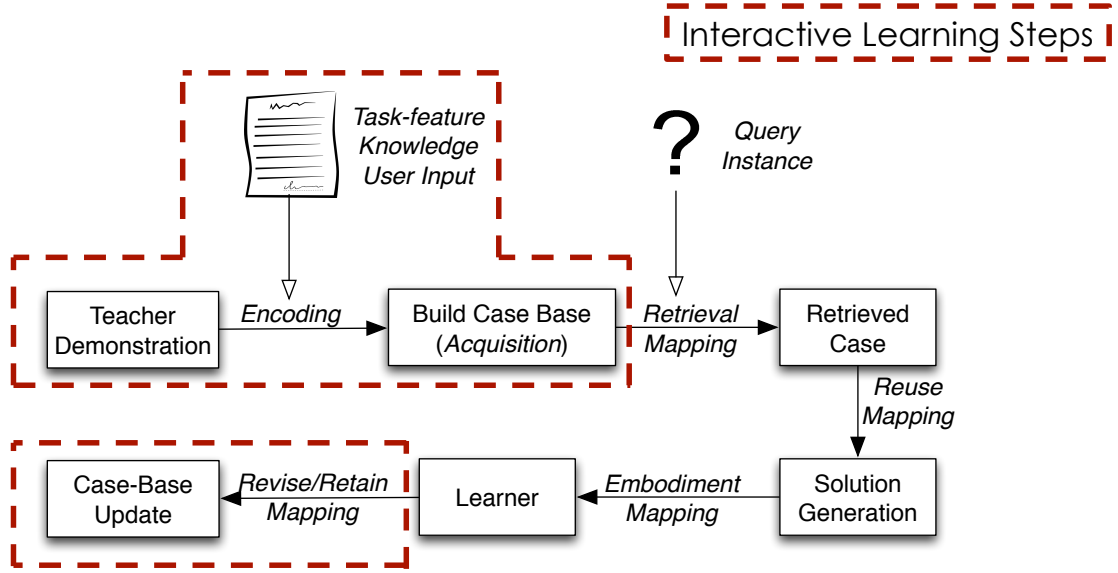 Interactive Learning Steps
Task-feature
Knowledge
User Input
?
Query
Instance
Teacher
Demonstration
Encoding
Build Case Base
(Acquisition)
Retrieval
Mapping
Retrieved
Case
Reuse
Mapping
Case-Base
Update
Revise/Retain
Mapping
Learner
Embodiment
Mapping
Solution
Generation